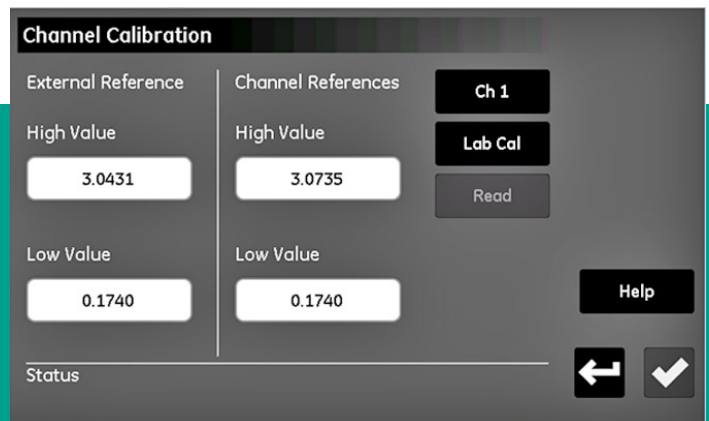 Channel Calibration
External Reference
High Value
3.0431
Low Value
0.1740
Channel References
High Value
3.0735
Low Value
0.1740
Ch 1
Lab Cal
Read
Help
Status